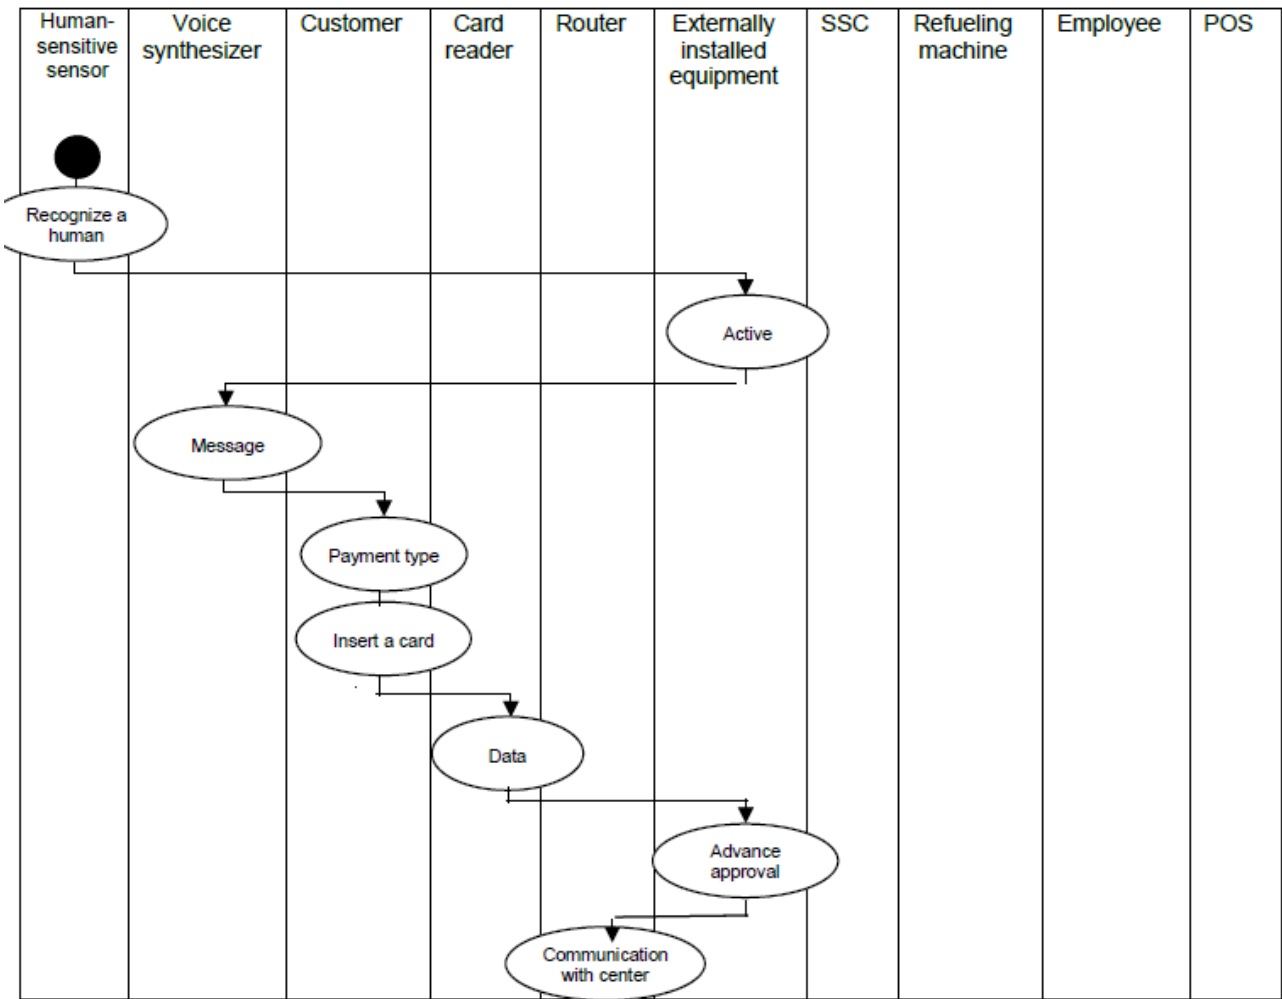 Human-
sensitive
sensor
Voice
synthesizer
Customer
Card
reader
Router
Externally
installed
equipment
SSC
Refueling
machine
Employee
POS
Recognize a
human
Active
Message
Payment type
Insert a card
Data
Advance
approval
Communication
with center